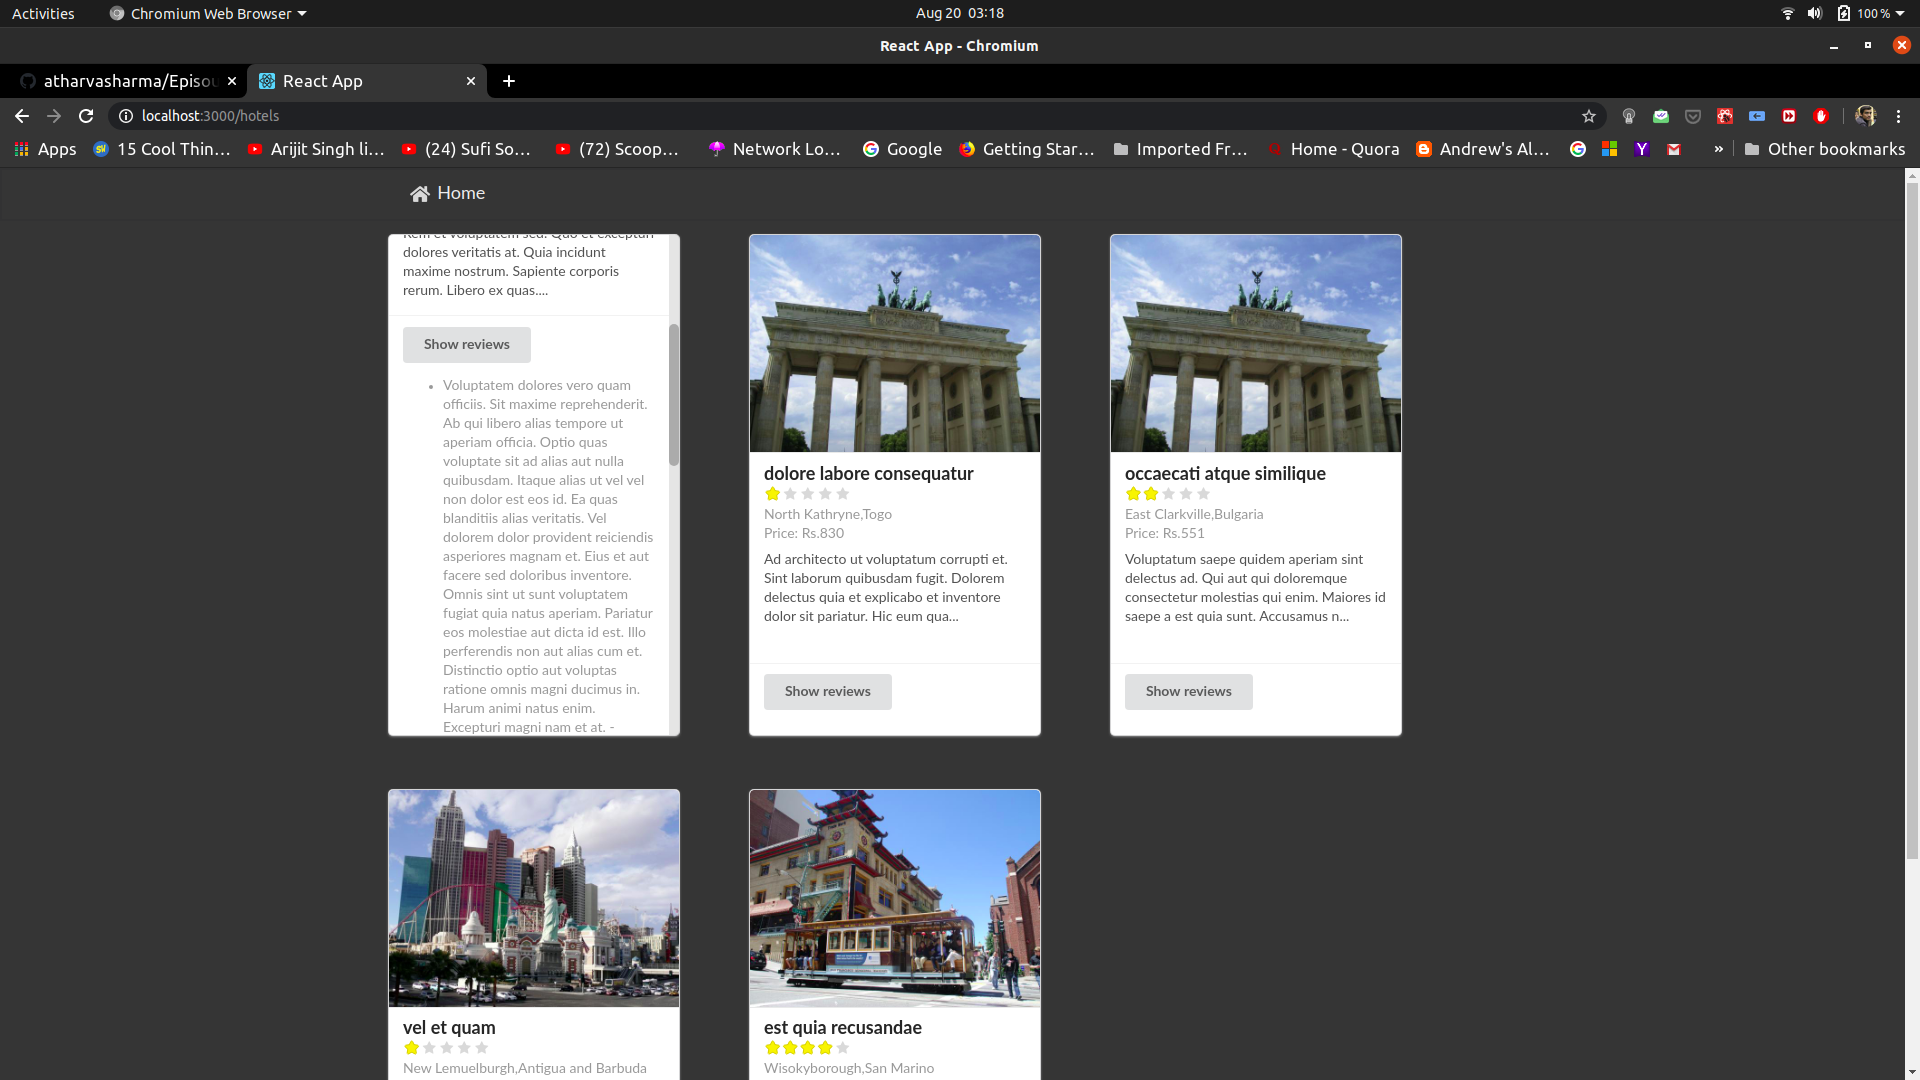 Activities
Chromium Web Browser
Aug 20 03:18
100 %
React App - Chromium
atharvasharma/Episou
React App
localhost:3000/hotels
Apps
15 Cool Thin...
Arijit Singh li...
(24) Sufi So...
(72) Scoop...
Network Lo...
Google
Getting Star...
Imported Fr...
Home - Quora
Andrew's Al...
»
Other bookmarks
Home
Rem et voluptatem sed. Quo et excepturi
dolores veritatis at. Quia incidunt
maxime nostrum. Sapiente corporis
rerum. Libero ex quas....
Show reviews
• Voluptatem dolores vero quam
officiis. Sit maxime reprehenderit.
Ab qui libero alias tempore ut
aperiam officia. Optio quas
voluptate sit ad alias aut nulla
quibusdam. Itaque alias ut vel vel
non dolor est eos id. Ea quas
blanditiis alias veritatis. Vel
dolorem dolor provident reiciendis
asperiores magnam et. Eius et aut
facere sed doloribus inventore.
Omnis sint ut sunt voluptatem
fugiat quia natus aperiam. Pariatur
eos molestiae aut dicta id est. Illo
perferendis non aut alias cum et.
Distinctio optio aut voluptas
ratione omnis magni ducimus in.
Harum animi natus enim.
Excepturi magni nam et at. -
dolore labore consequatur
North Kathryne,Togo
Price: Rs.830
Ad architecto ut voluptatum corrupti et.
Sint laborum quibusdam fugit. Dolorem
delectus quia et explicabo et inventore
dolor sit pariatur. Hic eum qua...
Show reviews
occaecati atque similique
East Clarkville,Bulgaria
Price: Rs.551
Voluptatum saepe quidem aperiam sint
delectus ad. Qui aut qui doloremque
consectetur molestias qui enim. Maiores id
saepe a est quia sunt. Accusamus n...
Show reviews
vel et quam
New Lemuelburgh,Antigua and Barbuda
est quia recusandae
Wisokyborough,San Marino